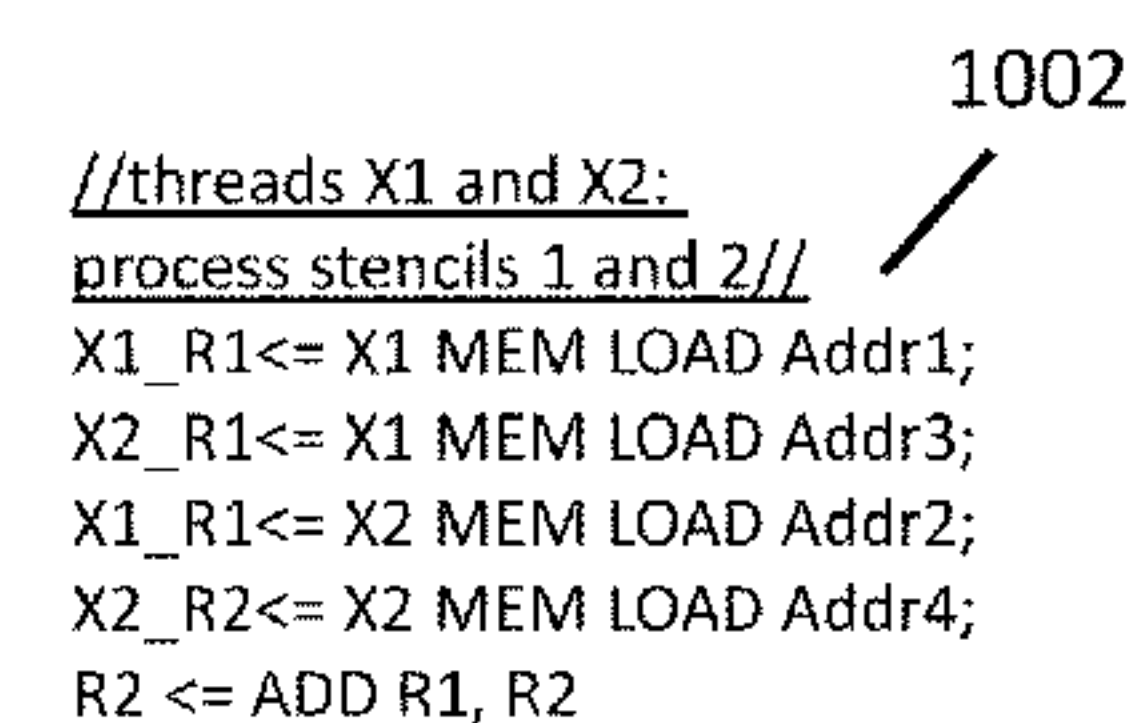 1002
//threads X1 and X2:
process stencils 1 and 2//
X1_R1<= X1 MEM LOAD Addr1;
X2_R1<= X1 MEM LOAD Addr3;
X1_R1<= X2 MEM LOAD Addr2;
X2_R2<= X2 MEM LOAD Addr4;
R2 <= ADD R1, R2